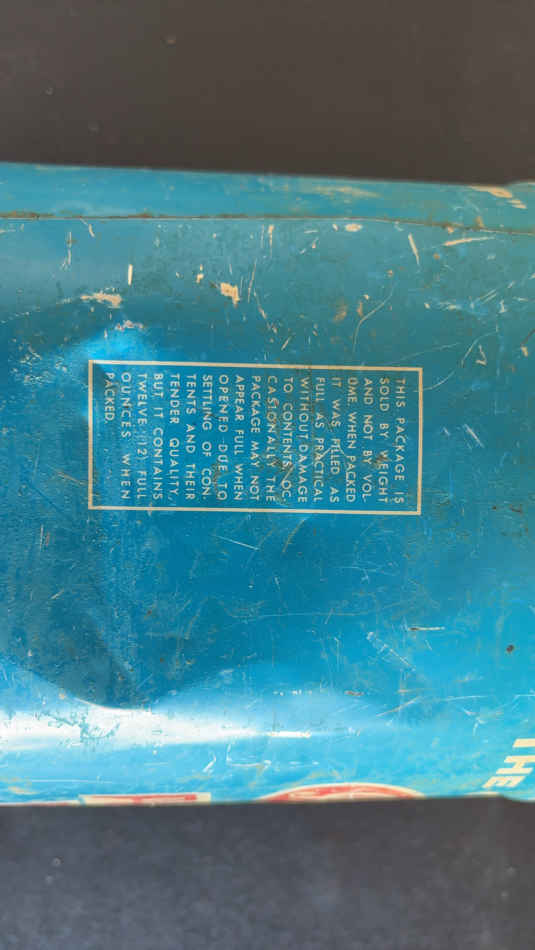 THIS PACKAGE IS
SOLD BY WEIGHT
AND NOT BY VOL-
UME. WHEN PACKED
IT WAS FILLED AS
FULL AS PRACTICAL
WITHOUT DAMAGE
TO CONTENTS. OC-
CASIONALLY THE
PACKAGE MAY NOT
APPEAR FULL WHEN
OPENED DUE TO
SETTLING OF CON-
TENTS AND THEIR
TENDER QUALITY,
BUT IT CONTAINS
TWELVE (12) FULL
OUNCES WHEN
PACKED.
THE